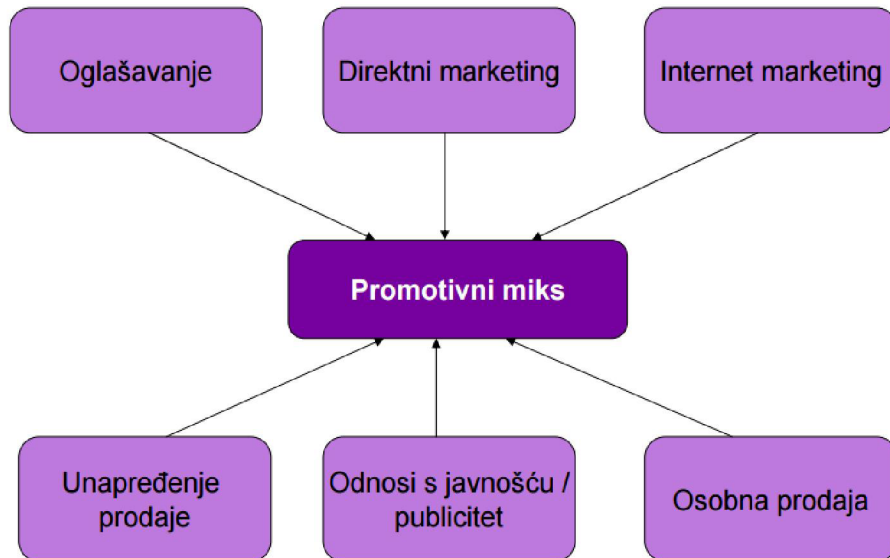 Oglašavanje
Direktni marketing
Internet marketing
Promotivni miks
Unapređenje
prodaje
Odnosi s javnošću /
publicitet
Osobna prodaja